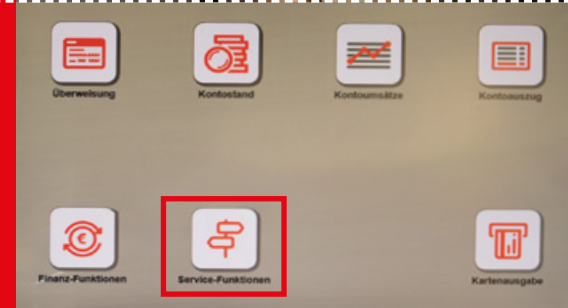 Überweisung
Kontostand
Kontoumsätze
Kontoauszug
Finanz-Funktionen
Service-Funktionen
Kartenausgabe